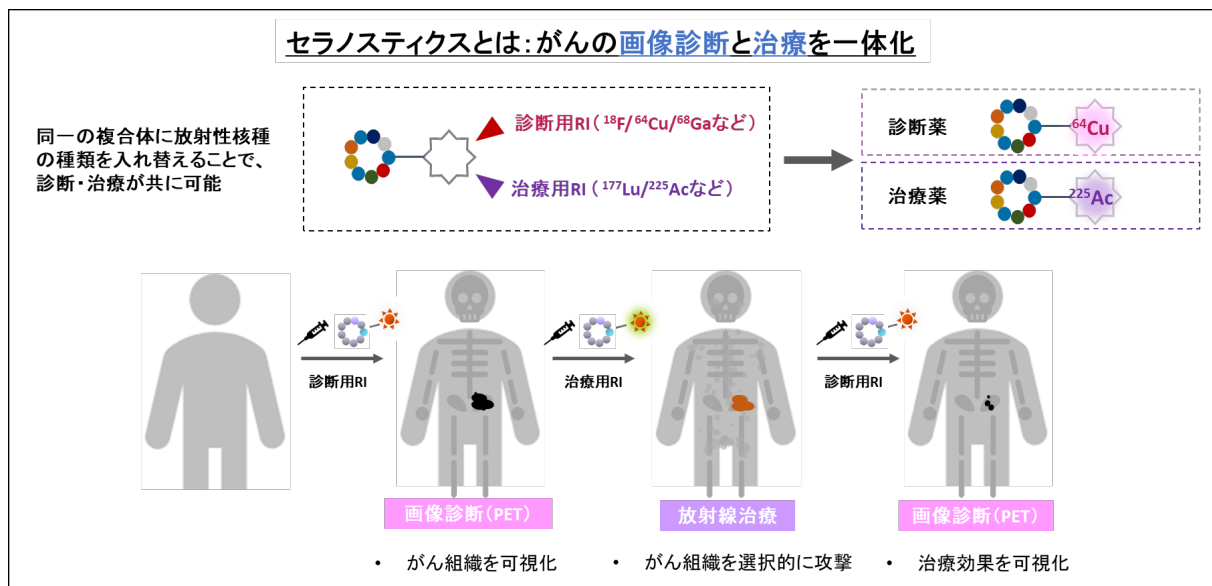 セラノスティクスとは:がんの画像診断と治療を一体化
同一の複合体に放射性核種
の種類を入れ替えることで、
診断・治療が共に可能
診断用RI(¹⁸F/⁶⁴Cu/⁶⁸Gaなど)
治療用RI(¹⁷⁷Lu/²²⁵Acなど)
診断薬
⁶⁴Cu
治療薬
²²⁵Ac
診断用RI
治療用RI
診断用RI
画像診断(PET)
放射線治療
画像診断(PET)
• がん組織を可視化
• がん組織を選択的に攻撃
• 治療効果を可視化